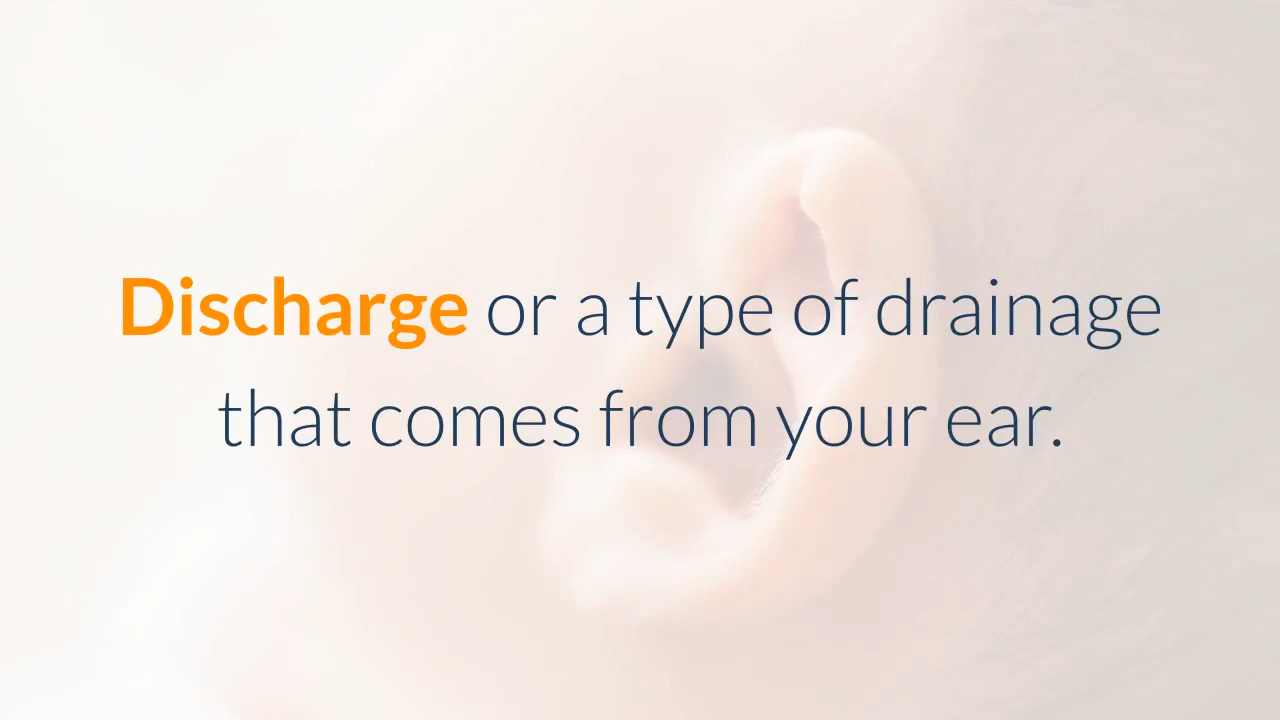 Discharge or a type of drainage
that comes from your ear.